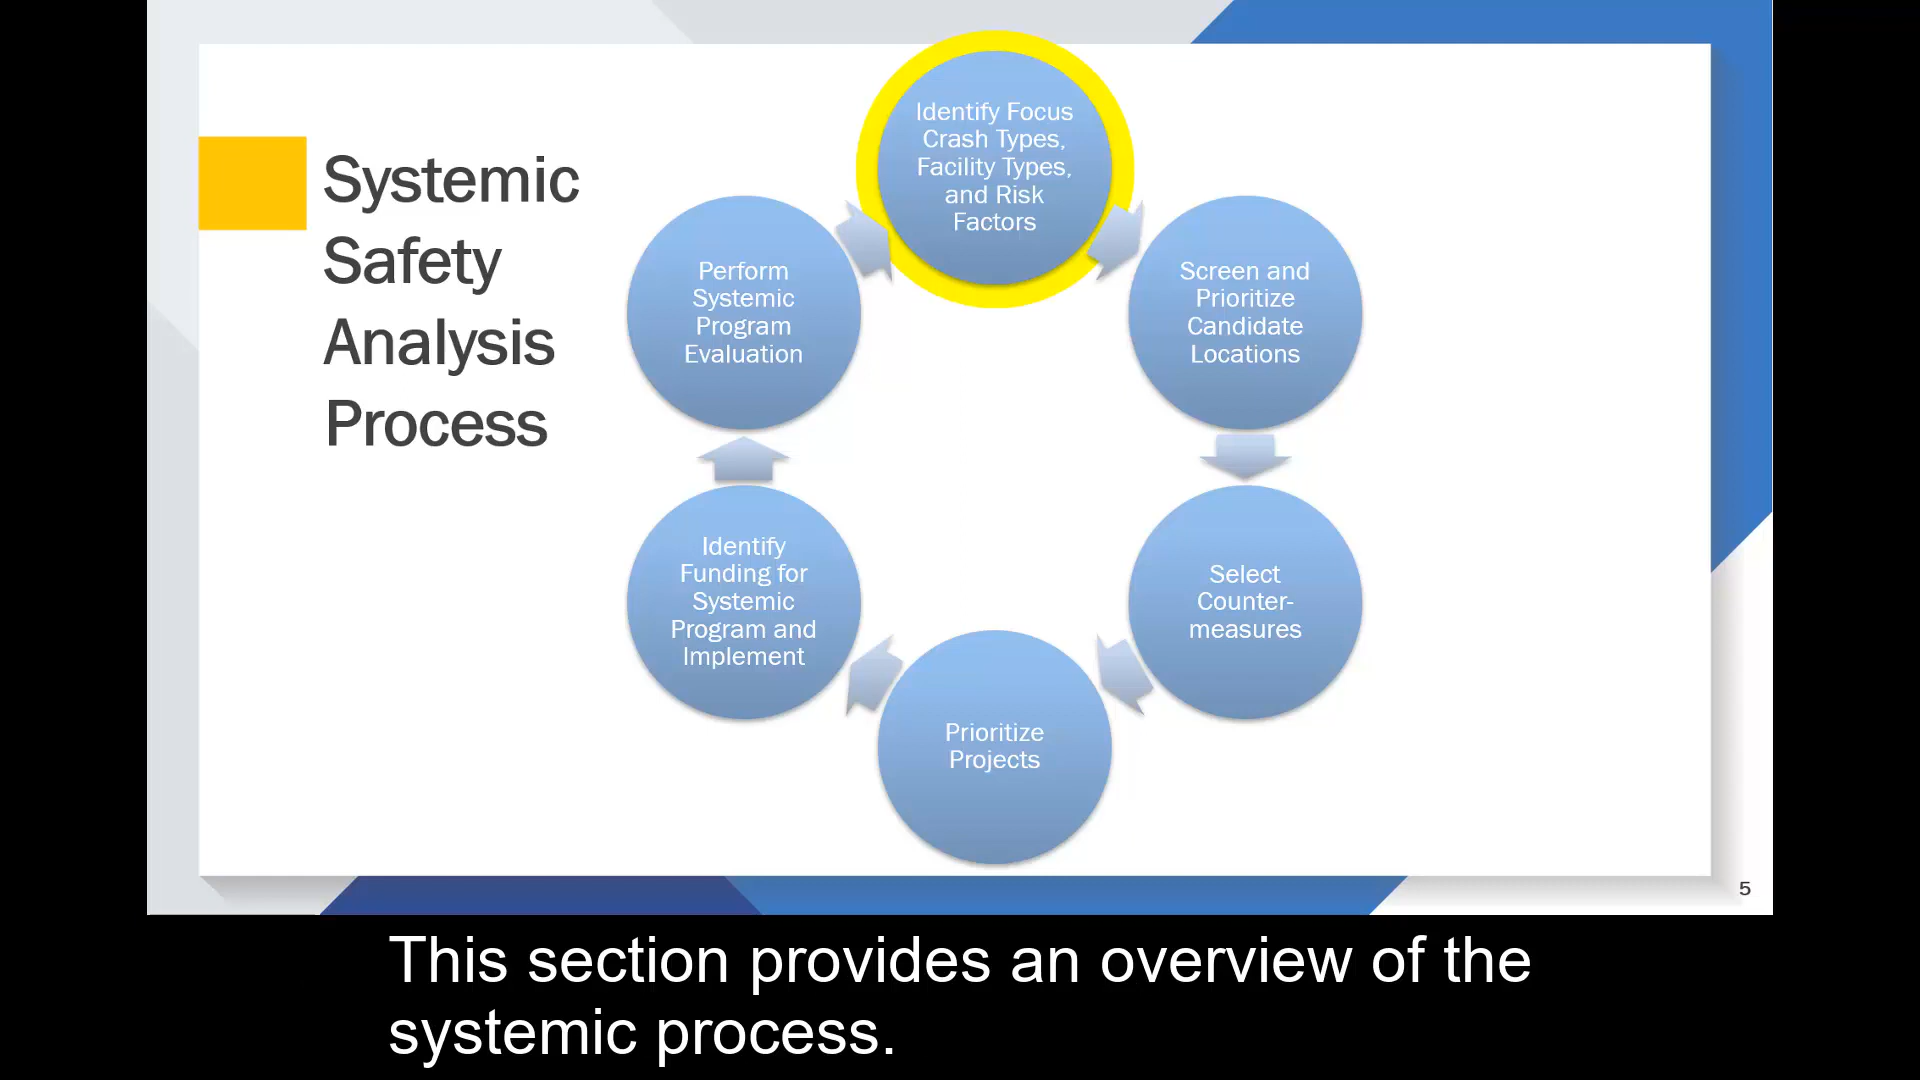 Systemic
Safety
Analysis
Process
Identify Focus
Crash Types,
Facility Types,
and Risk
Factors
Screen and
Prioritize
Candidate
Locations
Select
Counter-
measures
Prioritize
Projects
Identify
Funding for
Systemic
Program and
Implement
Perform
Systemic
Program
Evaluation
5
This section provides an overview of the
systemic process.